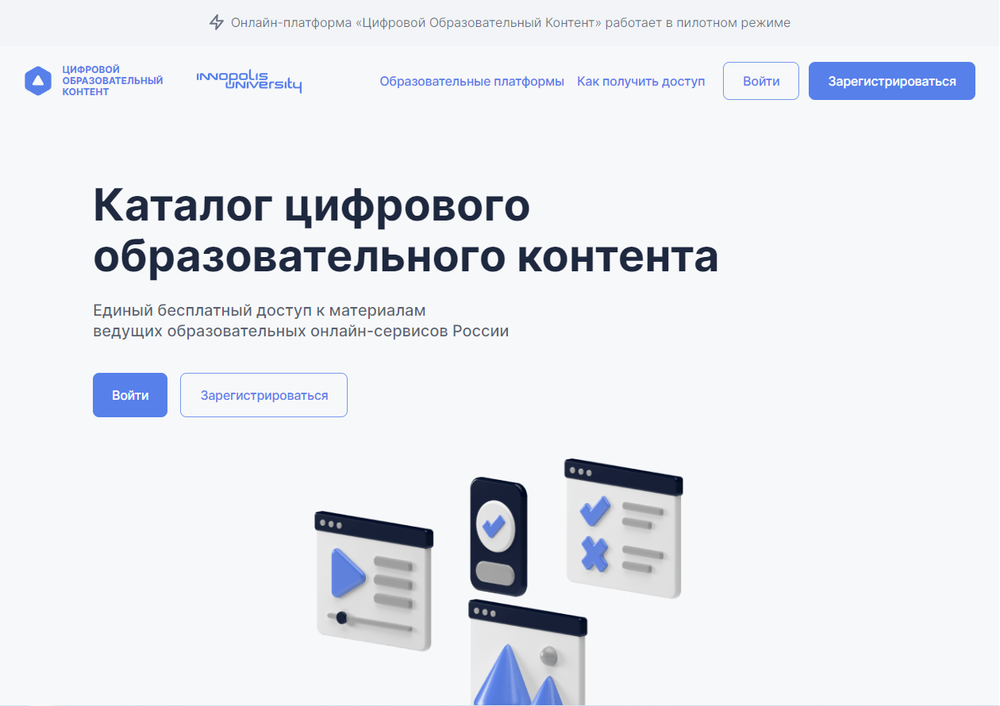 Онлайн-платформа «Цифровой Образовательный Контент» работает в пилотном режиме
ЦИФРОВОЙ
ОБРАЗОВАТЕЛЬНЫЙ
КОНТЕНТ
innopolis
university
Образовательные платформы
Как получить доступ
Войти
Зарегистрироваться
Каталог цифрового
образовательного контента
Единый бесплатный доступ к материалам
ведущих образовательных онлайн-сервисов России
Войти
Зарегистрироваться